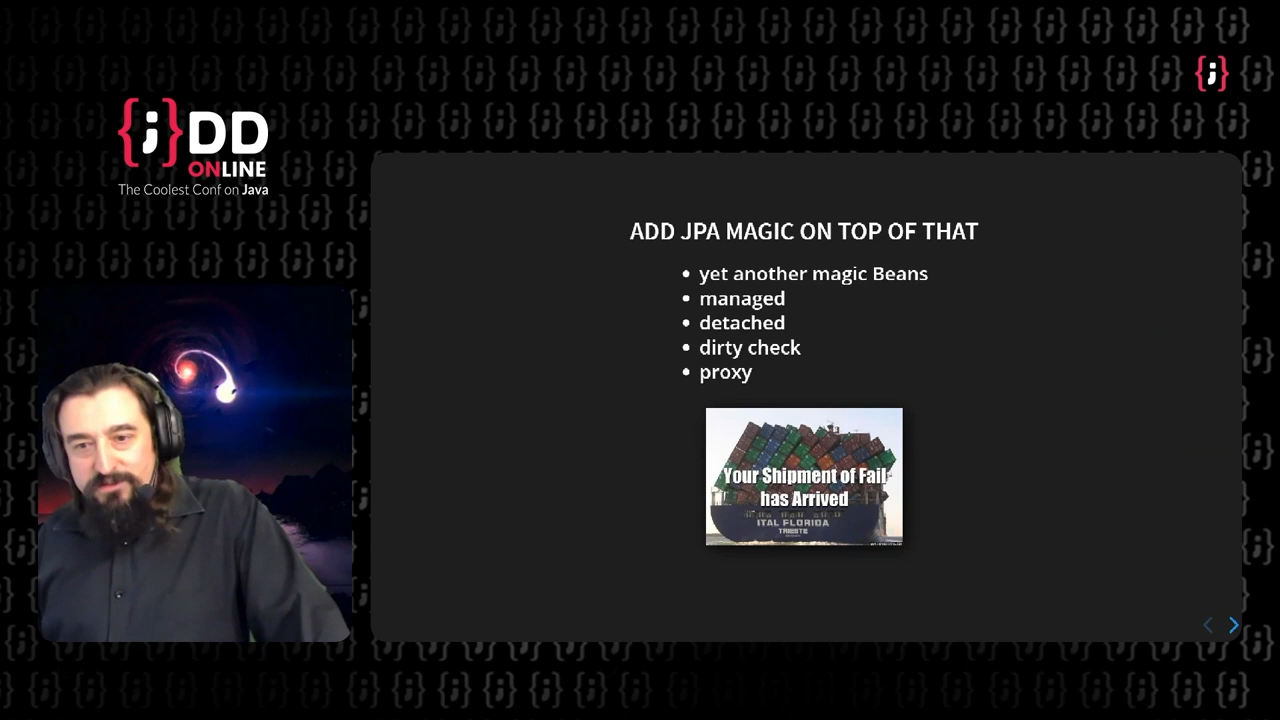 {;}DD
ONLINE
The Coolest Conf on Java
{;}
ADD JPA MAGIC ON TOP OF THAT
• yet another magic Beans
• managed
• detached
• dirty check
• proxy
Your Shipment of Fail
has Arrived
ITAL FLORIDA
TRIESTE